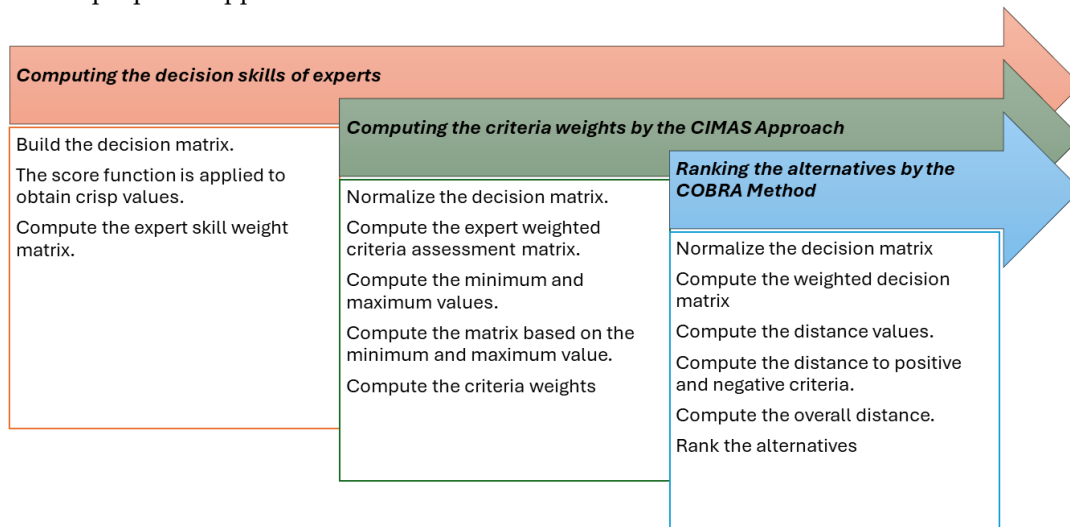 Computing the decision skills of experts
Build the decision matrix.
The score function is applied to
obtain crisp values.
Compute the expert skill weight
matrix.
Computing the criteria weights by the CIMAS Approach
Normalize the decision matrix.
Compute the expert weighted
criteria assessment matrix.
Compute the minimum and
maximum values.
Compute the matrix based on the
minimum and maximum value.
Compute the criteria weights
Ranking the alternatives by the
COBRA Method
Normalize the decision matrix
Compute the weighted decision
matrix
Compute the distance values.
Compute the distance to positive
and negative criteria.
Compute the overall distance.
Rank the alternatives